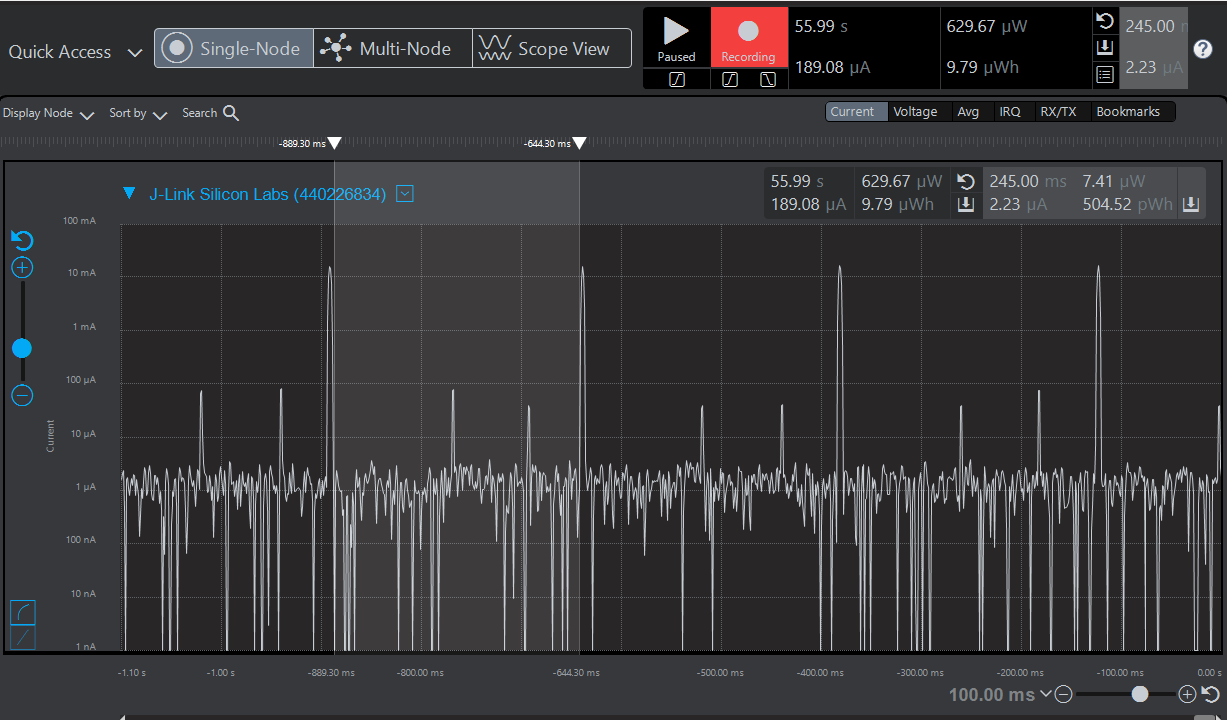 Quick Access
Single-Node
Multi-Node
Scope View
Paused
Recording
55.99 s
189.08 µA
629.67 µW
9.79 µWh
245.00
2.23 µA
Display Node
Sort by
Search
Current
Voltage
Avg
IRQ
RX/TX
Bookmarks
-889.30 ms
-644.30 ms
J-Link Silicon Labs (440226834)
55.99 s 629.67 µW
189.08 µA 9.79 µWh
245.00 ms 7.41 µW
2.23 µA 504.52 pWh
100 mA
10 mA
1 mA
100 µA
10 µA
1 µA
100 nA
10 nA
1 nA
Current
-1.10 s
-1.00 s
-889.30 ms
-800.00 ms
-644.30 ms
-500.00 ms
-400.00 ms
-300.00 ms
-200.00 ms
-100.00 ms
0.00 s
100.00 ms